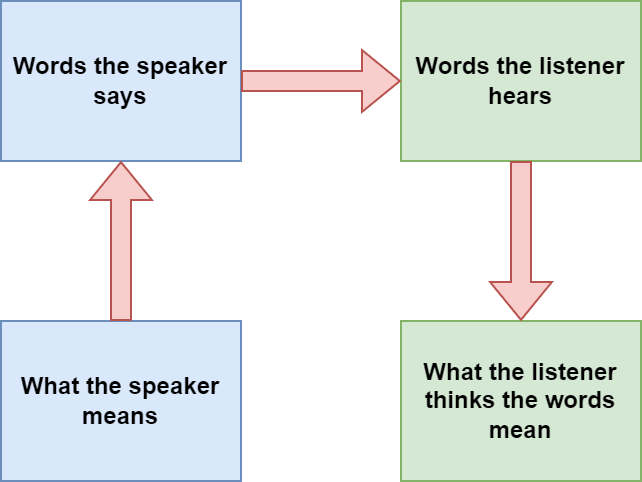 Words the speaker
says
Words the listener
hears
What the speaker
means
What the listener
thinks the words
mean